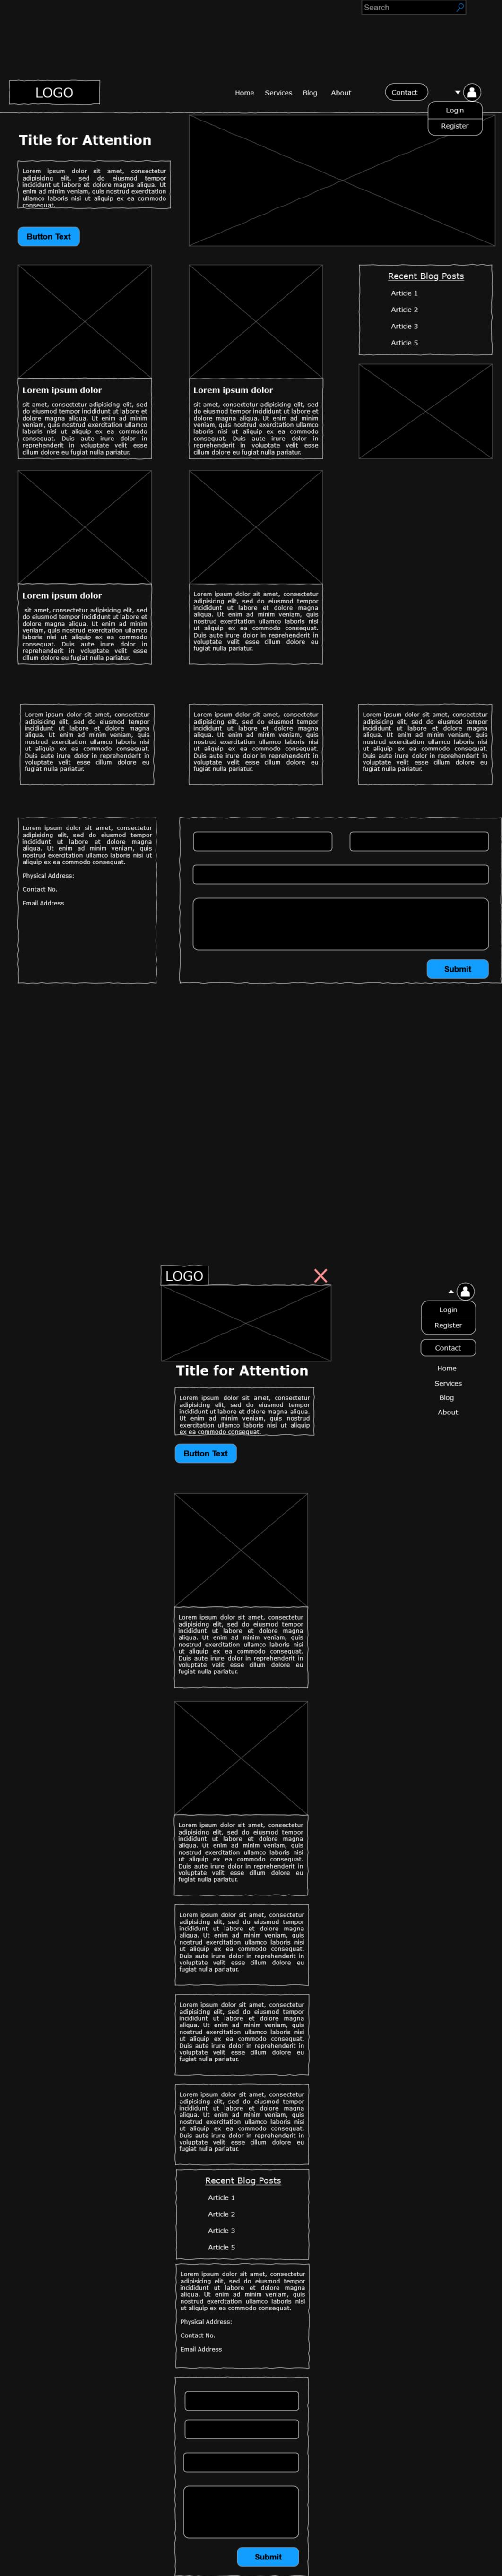 Search
LOGO
Home
Services
Blog
About
Contact
Login
Register
Title for Attention
Lorem ipsum dolor sit amet, consectetur
adipisicing elit, sed do eiusmod tempor
incididunt ut labore et dolore magna aliqua. Ut
enim ad minim veniam, quis nostrud exercitation
ullamco laboris nisi ut aliquip ex ea commodo
consequat.
Button Text
Lorem ipsum dolor
sit amet, consectetur adipisicing elit, sed
do eiusmod tempor incididunt ut labore et
dolore magna aliqua. Ut enim ad minim
veniam, quis nostrud exercitation ullamco
laboris nisi ut aliquip ex ea commodo
consequat. Duis aute irure dolor in
reprehenderit in voluptate velit esse
cillum dolore eu fugiat nulla pariatur.
Lorem ipsum dolor
sit amet, consectetur adipisicing elit, sed
do eiusmod tempor incididunt ut labore et
dolore magna aliqua. Ut enim ad minim
veniam, quis nostrud exercitation ullamco
laboris nisi ut aliquip ex ea commodo
consequat. Duis aute irure dolor in
reprehenderit in voluptate velit esse
cillum dolore eu fugiat nulla pariatur.
Recent Blog Posts
Article 1
Article 2
Article 3
Article 5
Lorem ipsum dolor
sit amet, consectetur adipisicing elit, sed
do eiusmod tempor incididunt ut labore et
dolore magna aliqua. Ut enim ad minim
veniam, quis nostrud exercitation ullamco
laboris nisi ut aliquip ex ea commodo
consequat. Duis aute irure dolor in
reprehenderit in voluptate velit esse
cillum dolore eu fugiat nulla pariatur.
Lorem ipsum dolor sit amet, consectetur
adipisicing elit, sed do eiusmod tempor
incididunt ut labore et dolore magna
aliqua. Ut enim ad minim veniam, quis
nostrud exercitation ullamco laboris nisi
ut aliquip ex ea commodo consequat.
Duis aute irure dolor in reprehenderit in
voluptate velit esse cillum dolore eu
fugiat nulla pariatur.
Lorem ipsum dolor sit amet, consectetur
adipisicing elit, sed do eiusmod tempor
incididunt ut labore et dolore magna
aliqua. Ut enim ad minim veniam, quis
nostrud exercitation ullamco laboris nisi
ut aliquip ex ea commodo consequat.
Duis aute irure dolor in reprehenderit in
voluptate velit esse cillum dolore eu
fugiat nulla pariatur.
Lorem ipsum dolor sit amet, consectetur
adipisicing elit, sed do eiusmod tempor
incididunt ut labore et dolore magna
aliqua. Ut enim ad minim veniam, quis
nostrud exercitation ullamco laboris nisi
ut aliquip ex ea commodo consequat.
Duis aute irure dolor in reprehenderit in
voluptate velit esse cillum dolore eu
fugiat nulla pariatur.
Lorem ipsum dolor sit amet, consectetur
adipisicing elit, sed do eiusmod tempor
incididunt ut labore et dolore magna
aliqua. Ut enim ad minim veniam, quis
nostrud exercitation ullamco laboris nisi
ut aliquip ex ea commodo consequat.
Duis aute irure dolor in reprehenderit in
voluptate velit esse cillum dolore eu
fugiat nulla pariatur.
Lorem ipsum dolor sit amet, consectetur
adipisicing elit, sed do eiusmod tempor
incididunt ut labore et dolore magna
aliqua. Ut enim ad minim veniam, quis
nostrud exercitation ullamco laboris nisi ut
aliquip ex ea commodo consequat.
Physical Address:
Contact No.
Email Address
Submit
LOGO
Login
Register
Contact
Home
Services
Blog
About
Title for Attention
Lorem ipsum dolor sit amet, consectetur
adipisicing elit, sed do eiusmod tempor
incididunt ut labore et dolore magna aliqua.
Ut enim ad minim veniam, quis nostrud
exercitation ullamco laboris nisi ut aliquip
ex ea commodo consequat.
Button Text
Lorem ipsum dolor sit amet, consectetur
adipisicing elit, sed do eiusmod tempor
incididunt ut labore et dolore magna
aliqua. Ut enim ad minim veniam, quis
nostrud exercitation ullamco laboris nisi
ut aliquip ex ea commodo consequat.
Duis aute irure dolor in reprehenderit in
voluptate velit esse cillum dolore eu
fugiat nulla pariatur.
Lorem ipsum dolor sit amet, consectetur
adipisicing elit, sed do eiusmod tempor
incididunt ut labore et dolore magna
aliqua. Ut enim ad minim veniam, quis
nostrud exercitation ullamco laboris nisi
ut aliquip ex ea commodo consequat.
Duis aute irure dolor in reprehenderit in
voluptate velit esse cillum dolore eu
fugiat nulla pariatur.
Lorem ipsum dolor sit amet, consectetur
adipisicing elit, sed do eiusmod tempor
incididunt ut labore et dolore magna
aliqua. Ut enim ad minim veniam, quis
nostrud exercitation ullamco laboris nisi
ut aliquip ex ea commodo consequat.
Duis aute irure dolor in reprehenderit in
voluptate velit esse cillum dolore eu
fugiat nulla pariatur.
Lorem ipsum dolor sit amet, consectetur
adipisicing elit, sed do eiusmod tempor
incididunt ut labore et dolore magna
aliqua. Ut enim ad minim veniam, quis
nostrud exercitation ullamco laboris nisi
ut aliquip ex ea commodo consequat.
Duis aute irure dolor in reprehenderit in
voluptate velit esse cillum dolore eu
fugiat nulla pariatur.
Lorem ipsum dolor sit amet, consectetur
adipisicing elit, sed do eiusmod tempor
incididunt ut labore et dolore magna
aliqua. Ut enim ad minim veniam, quis
nostrud exercitation ullamco laboris nisi
ut aliquip ex ea commodo consequat.
Duis aute irure dolor in reprehenderit in
voluptate velit esse cillum dolore eu
fugiat nulla pariatur.
Recent Blog Posts
Article 1
Article 2
Article 3
Article 5
Lorem ipsum dolor sit amet, consectetur
adipisicing elit, sed do eiusmod tempor
incididunt ut labore et dolore magna
aliqua. Ut enim ad minim veniam, quis
nostrud exercitation ullamco laboris nisi
ut aliquip ex ea commodo consequat.
Physical Address:
Contact No.
Email Address
Submit